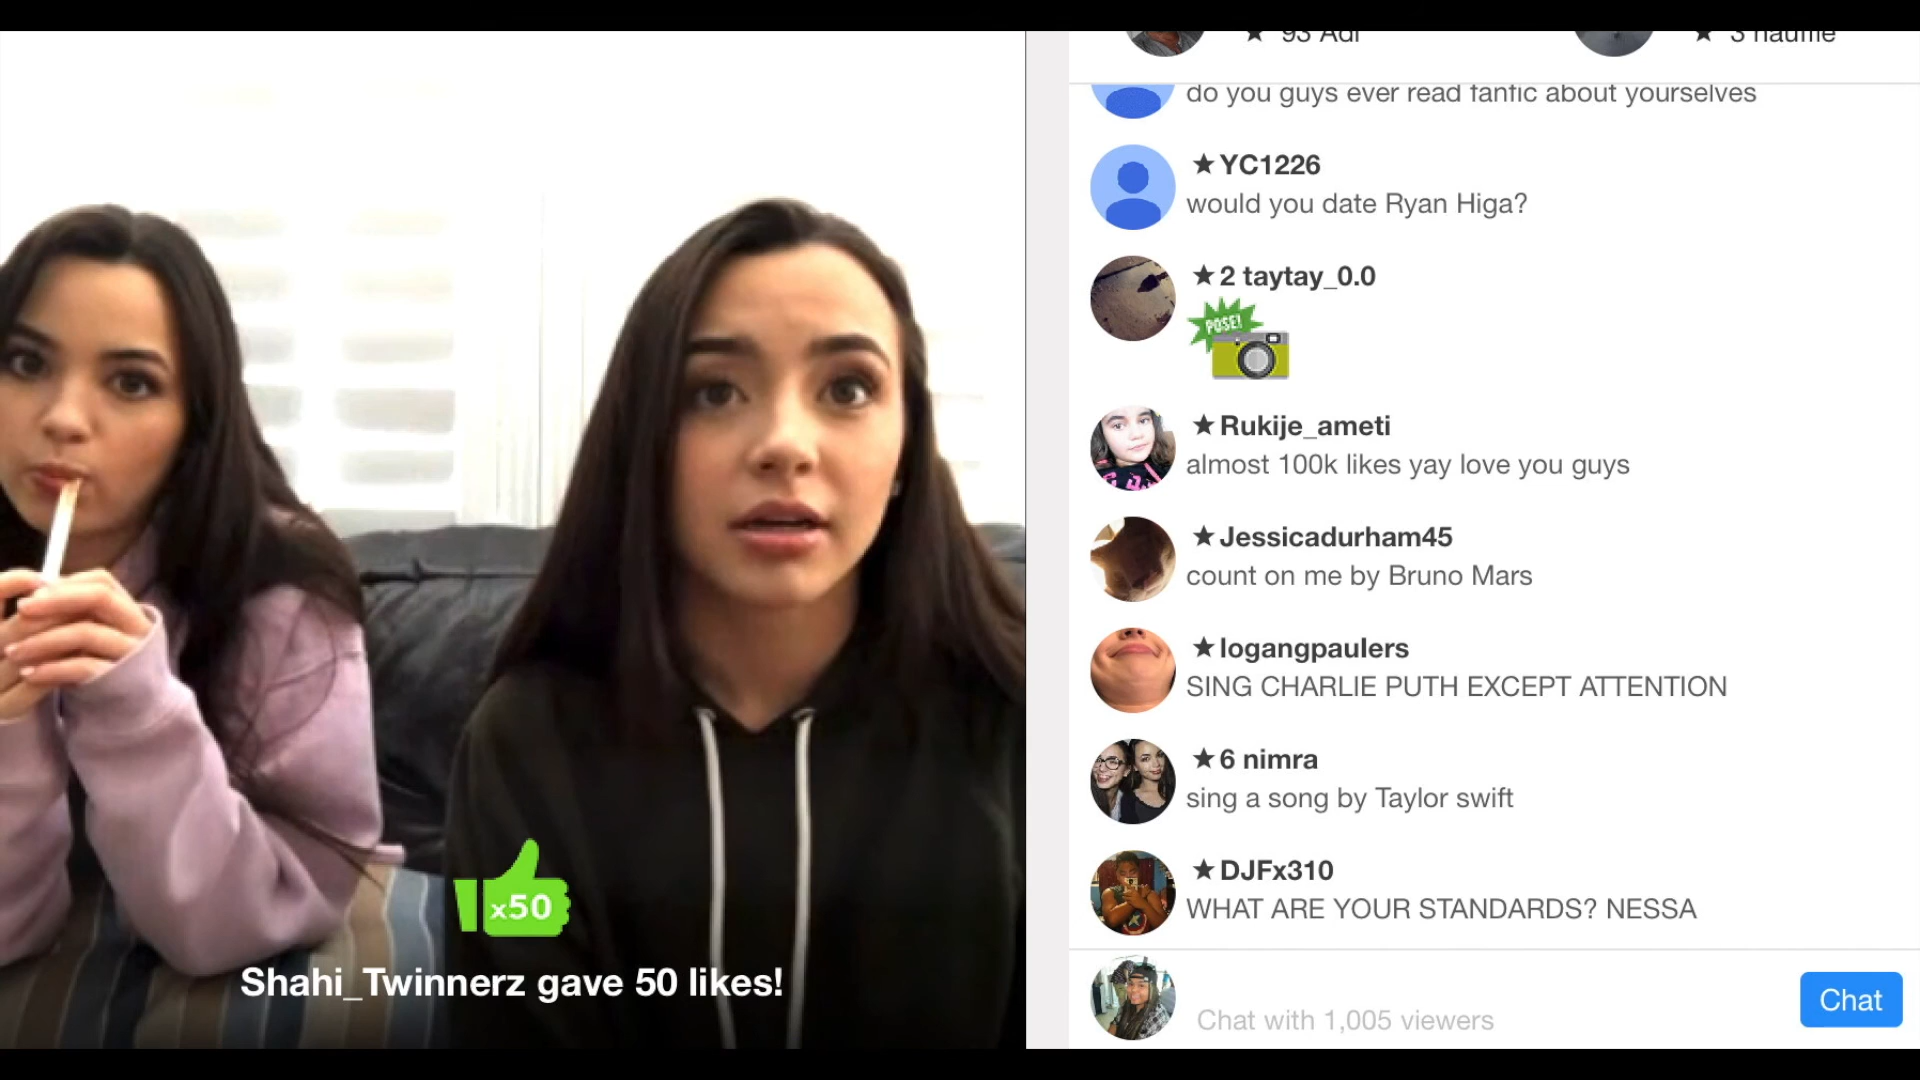 93 Adi
do you guys ever read fanfic about yourselves
★ YC1226
would you date Ryan Higa?
★ 2 taytay_0.0
POSE!
★ Rukije_ameti
almost 100k likes yay love you guys
★ Jessicadurham45
count on me by Bruno Mars
★ logangpaulers
SING CHARLIE PUTH EXCEPT ATTENTION
★ 6 nimra
sing a song by Taylor swift
★ DJFx310
WHAT ARE YOUR STANDARDS? NESSA
Chat with 1,005 viewers
Chat
x50
Shahi_Twinnerz gave 50 likes!